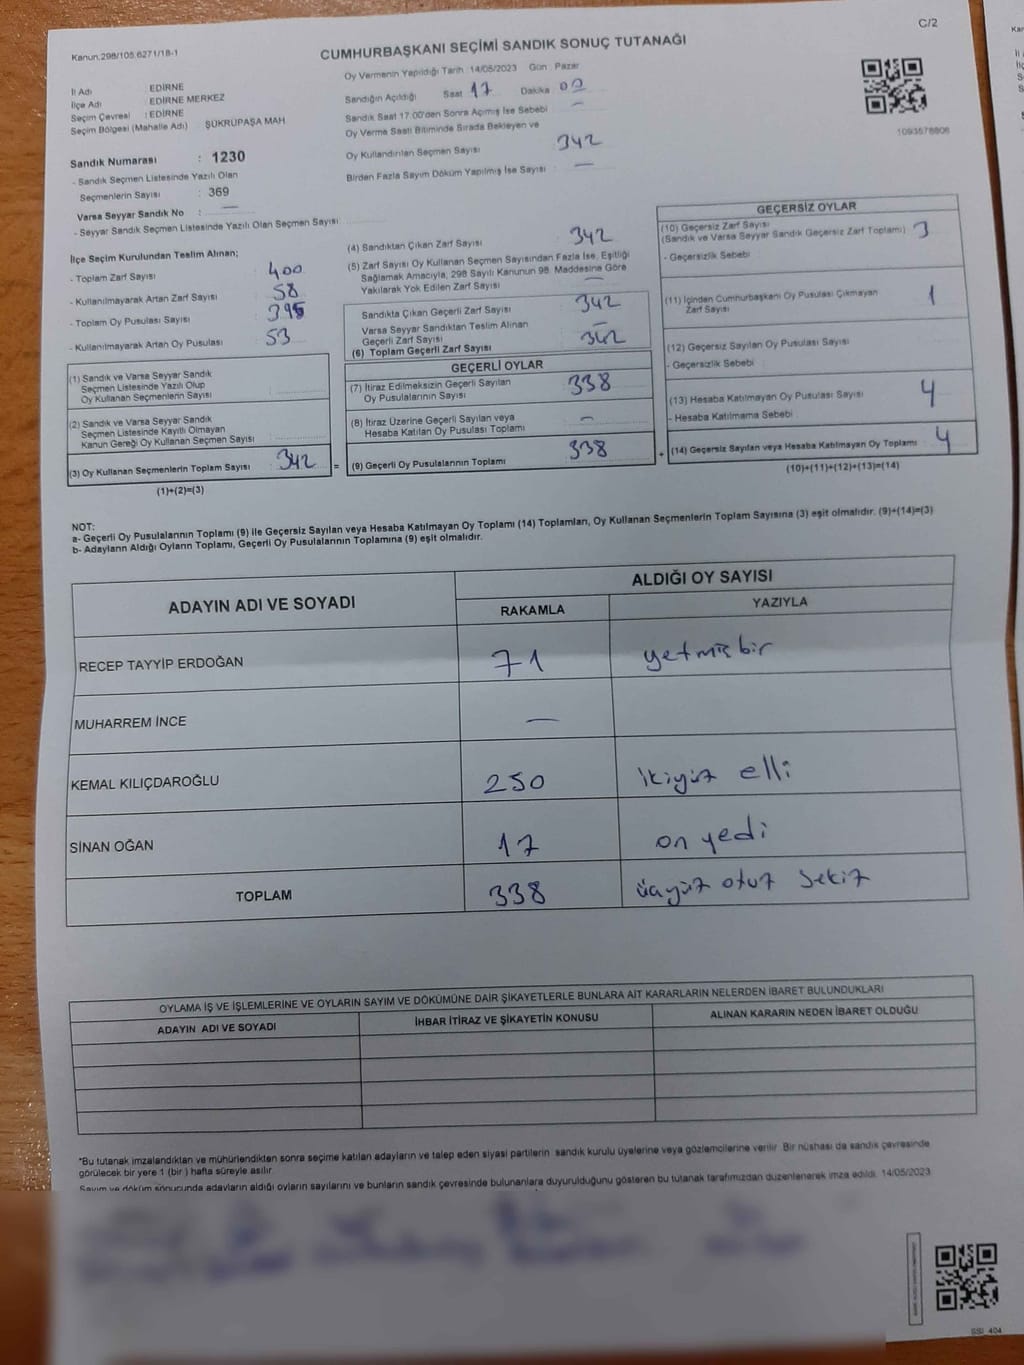 C/2
Kanun.298/105.6271/18-1
CUMHURBAŞKANI SEÇİMİ SANDIK SONUÇ TUTANAĞI
İl Adı : EDİRNE
İlçe Adı : EDİRNE MERKEZ
Seçim Çevresi : EDİRNE
Seçim Bölgesi (Mahalle Adı) : ŞÜKRÜPAŞA MAH.
Sandık Numarası : 1230
- Sandık Seçmen Listesinde Yazılı Olan
Seçmenlerin Sayısı : 369
Varsa Seyyar Sandık No : —
- Seyyar Sandık Seçmen Listesinde Yazılı Olan Seçmen Sayısı
Oy Vermenin Yapıldığı Tarih :14/05/2023 Gün : Pazar
Sandığın Açıldığı Saat 17 Dakika 00
Sandık Saat 17:00'den Sonra Açımış İse Sebebi : —
Oy Verme Saati Bitiminde Sırada Bekleyen ve
Oy Kullandırılan Seçmen Sayısı : 342
Birden Fazla Sayım Döküm Yapılmış İse Sayısı : —
1093578806
İlçe Seçim Kurulundan Teslim Alınan;
- Toplam Zarf Sayısı : 400
- Kullanılmayarak Artan Zarf Sayısı : 58
- Toplam Oy Pusulası Sayısı : 395
- Kullanılmayarak Artan Oy Pusulası : 53
(1) Sandık ve Varsa Seyyar Sandık
Seçmen Listesinde Yazılı Olup
Oy Kullanan Seçmenlerin Sayısı
(2) Sandık ve Varsa Seyyar Sandık
Seçmen Listesinde Kayıtlı Olmayan
Kanun Gereği Oy Kullanan Seçmen Sayısı
(3) Oy Kullanan Seçmenlerin Toplam Sayısı 342
(1)+(2)=(3)
=
(4) Sandıktan Çıkan Zarf Sayısı 342
(5) Zarf Sayısı Oy Kullanan Seçmen Sayısından Fazla İse, Eşitliği
Sağlamak Amacıyla, 298 Sayılı Kanunun 98. Maddesine Göre
Yakılarak Yok Edilen Zarf Sayısı —
Sandıkta Çıkan Geçerli Zarf Sayısı 342
Varsa Seyyar Sandıktan Teslim Alınan
Geçerli Zarf Sayısı —
(6) Toplam Geçerli Zarf Sayısı 342
GEÇERLİ OYLAR
(7) İtiraz Edilmeksizin Geçerli Sayılan
Oy Pusulalarının Sayısı 338
(8) İtiraz Üzerine Geçerli Sayılan veya
Hesaba Katılan Oy Pusulası Toplamı —
(9) Geçerli Oy Pusulalarının Toplamı 338
+
GEÇERSİZ OYLAR
(10) Geçersiz Zarf Sayısı
(Sandık ve Varsa Seyyar Sandık Geçersiz Zarf Toplamı) 3
- Geçersizlik Sebebi :
(11) İçinden Cumhurbaşkanı Oy Pusulası Çıkmayan
Zarf Sayısı 1
(12) Geçersiz Sayılan Oy Pusulası Sayısı
- Geçersizlik Sebebi :
(13) Hesaba Katılmayan Oy Pusulası Sayısı 4
- Hesaba Katılmama Sebebi :
(14) Geçersiz Sayılan veya Hesaba Katılmayan Oy Toplamı 4
(10)+(11)+(12)+(13)=(14)
NOT:
a- Geçerli Oy Pusulalarının Toplamı (9) ile Geçersiz Sayılan veya Hesaba Katılmayan Oy Toplamı (14) Toplamları, Oy Kullanan Seçmenlerin Toplam Sayısına (3) eşit olmalıdır. (9)+(14)=(3)
b- Adayların Aldığı Oyların Toplamı, Geçerli Oy Pusulalarının Toplamına (9) eşit olmalıdır.
ADAYIN ADI VE SOYADI
ALDIĞI OY SAYISI
RAKAMLA YAZIYLA
RECEP TAYYİP ERDOĞAN 71 yetmiş bir
MUHARREM İNCE —
KEMAL KILIÇDAROĞLU 250 ikiyüz elli
SİNAN OĞAN 17 on yedi
TOPLAM 338 üçyüz otuz sekiz
OYLAMA İŞ VE İŞLEMLERİNE VE OYLARIN SAYIM VE DÖKÜMÜNE DAİR ŞİKAYETLERLE BUNLARA AİT KARARLARIN NELERDEN İBARET BULUNDUKLARI
ADAYIN ADI VE SOYADI İHBAR İTİRAZ VE ŞİKAYETİN KONUSU ALINAN KARARIN NEDEN İBARET OLDUĞU
*Bu tutanak imzalandıktan ve mühürlendikten sonra seçime katılan adayların ve talep eden siyasi partilerin sandık kurulu üyelerine veya gözlemcilerine verilir. Bir nüshası da sandık çevresinde
görülecek bir yere 1 (bir ) hafta süreyle asılır.
Sayım ve döküm sonucunda adayların aldığı oyların sayılarını ve bunların sandık çevresinde bulunanlara duyurulduğunu gösteren bu tutanak tarafımızdan düzenlenerek imza edildi. 14/05/2023
SSI_404